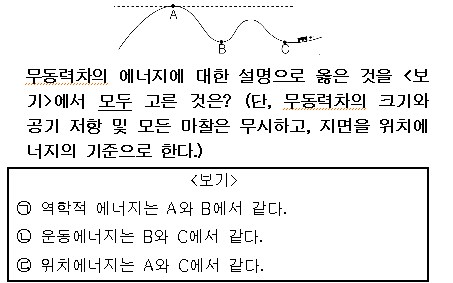 A
B
C
무동력차의 에너지에 대한 설명으로 옳은 것을 <보
기>에서 모두 고른 것은? (단, 무동력차의 크기와
공기 저항 및 모든 마찰은 무시하고, 지면을 위치에
너지의 기준으로 한다.)
<보기>
㉠ 역학적 에너지는 A와 B에서 같다.
㉡ 운동에너지는 B와 C에서 같다.
㉢ 위치에너지는 A와 C에서 같다.